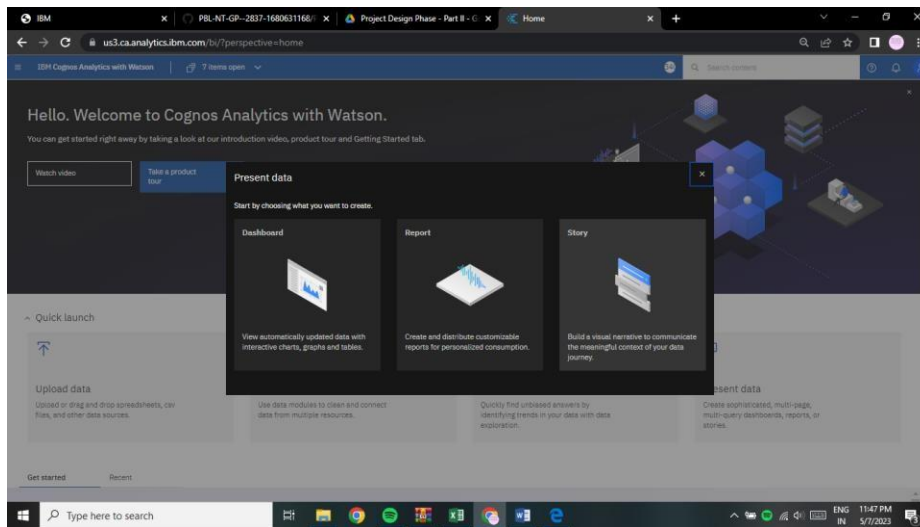 IBM
PBL-NT-GP--2837-1680631168/F
Project Design Phase - Part II - G
Home
us3.ca.analytics.ibm.com/bi/?perspective=home
IBM Cognos Analytics with Watson
7 items open
Search content
Hello. Welcome to Cognos Analytics with Watson.
You can get started right away by taking a look at our introduction video, product tour and Getting Started tab.
Watch video
Take a product
tour
Present data
Start by choosing what you want to create.
Dashboard
View automatically updated data with
interactive charts, graphs and tables.
Report
Create and distribute customizable
reports for personalized consumption.
Story
Build a visual narrative to communicate
the meaningful context of your data
journey.
Quick launch
Upload data
Upload or drag and drop spreadsheets, csv
files, and other data sources.
Use data modules to clean and connect
data from multiple resources.
Quickly find unbiased answers by
identifying trends in your data with data
exploration.
esent data
Create sophisticated, multi-page,
multi-query dashboards, reports, or
stories.
Get started
Recent
Type here to search
ENG
IN
11:47 PM
5/7/2023